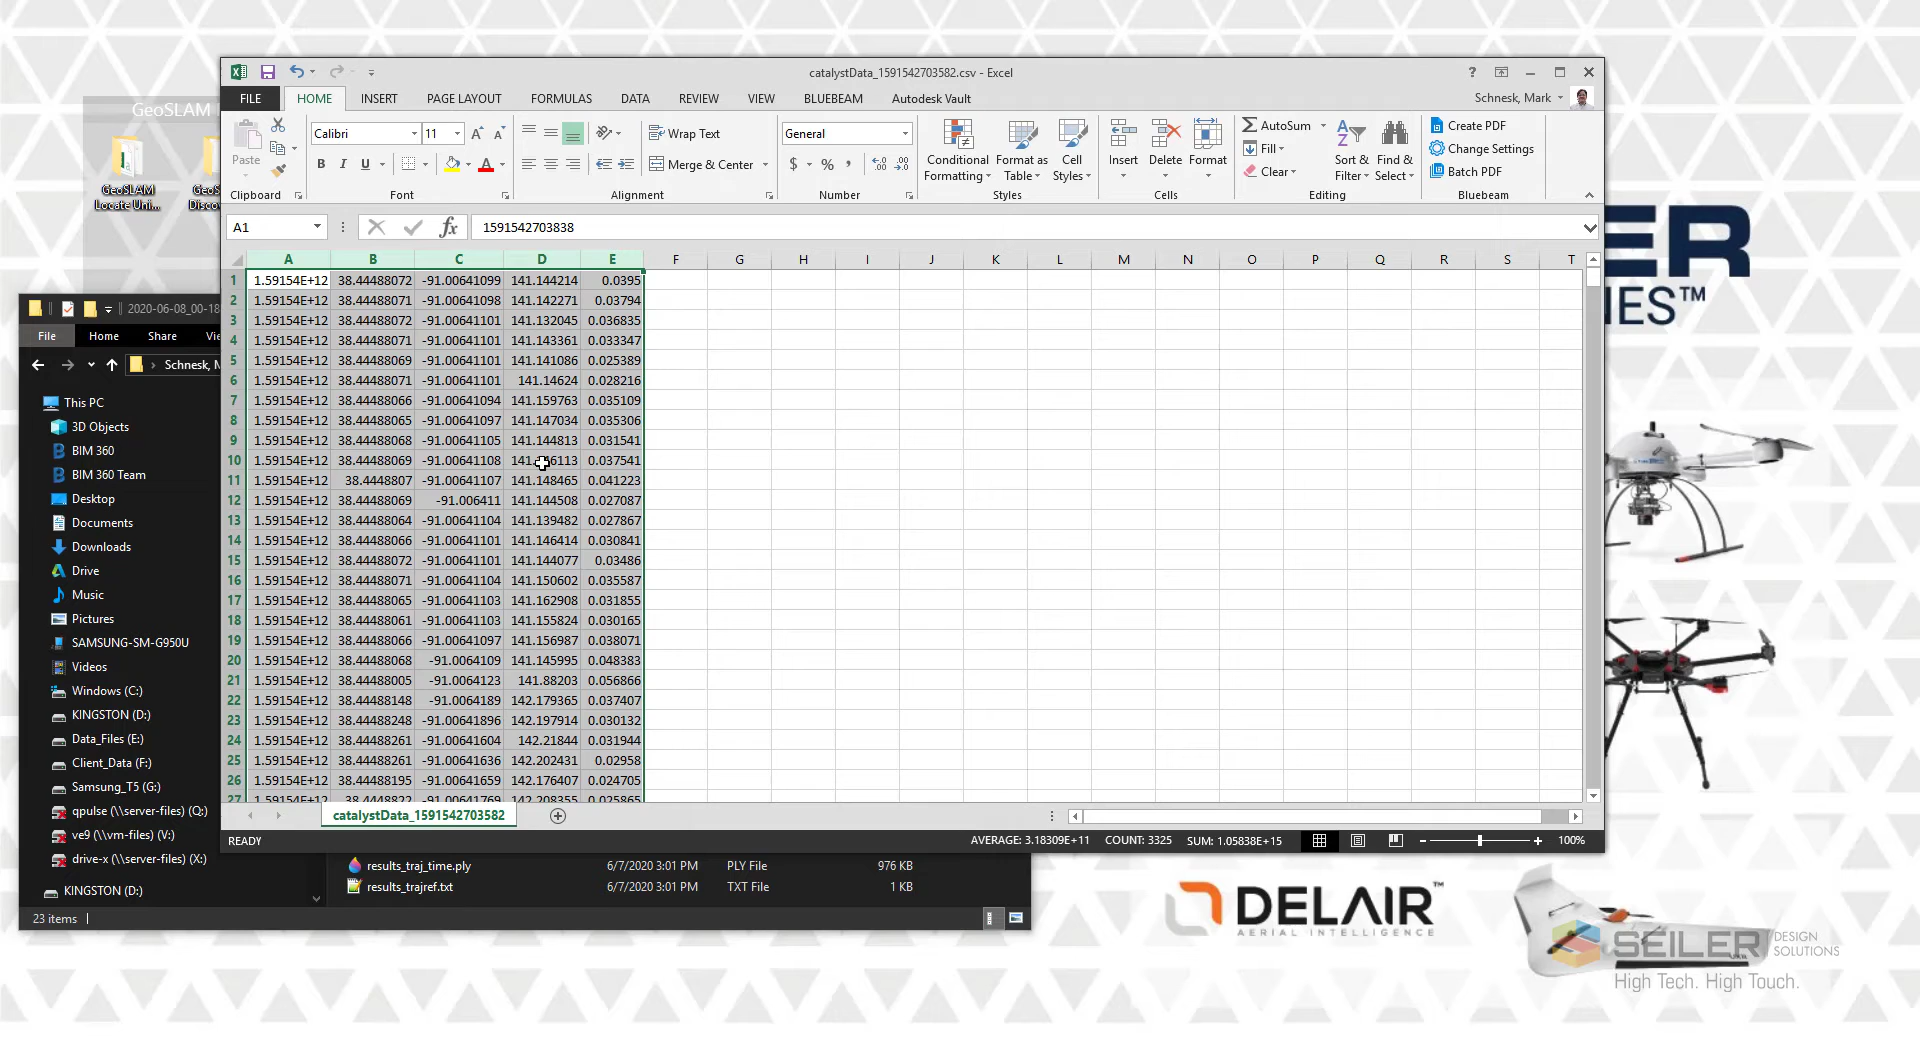 GeoSLAM
GeoSLAM
Locate Uni...
catalystData_1591542703582.csv - Excel
?
FILE HOME INSERT PAGE LAYOUT FORMULAS DATA REVIEW VIEW BLUEBEAM Autodesk Vault
Schnesk, Mark
Paste
Clipboard
Calibri 11
B I U
Font
Wrap Text
Merge & Center
Alignment
General
$ % ,
Number
Conditional
Formatting
Format as
Table
Cell
Styles
Styles
Insert Delete Format
Cells
AutoSum
Fill
Clear
Sort &
Filter
Find &
Select
Editing
Create PDF
Change Settings
Batch PDF
Bluebeam
A1 fx 1591542703838
A B C D E F G H I J K L M N O P Q R S T
1 1.59154E+12 38.44488072 -91.00641099 141.144214 0.0395
2 1.59154E+12 38.44488071 -91.00641098 141.142271 0.03794
3 1.59154E+12 38.44488072 -91.00641101 141.132045 0.036835
4 1.59154E+12 38.44488071 -91.00641101 141.143361 0.033347
5 1.59154E+12 38.44488069 -91.00641101 141.141086 0.025389
6 1.59154E+12 38.44488071 -91.00641101 141.14624 0.028216
7 1.59154E+12 38.44488066 -91.00641094 141.159763 0.035109
8 1.59154E+12 38.44488065 -91.00641097 141.147034 0.035306
9 1.59154E+12 38.44488068 -91.00641105 141.144813 0.031541
10 1.59154E+12 38.44488069 -91.00641108 0.037541
11 1.59154E+12 38.4448807 -91.00641107 141.148465 0.041223
12 1.59154E+12 38.44488069 -91.006411 141.144508 0.027087
13 1.59154E+12 38.44488064 -91.00641104 141.139482 0.027867
14 1.59154E+12 38.44488066 -91.00641101 141.146414 0.030841
15 1.59154E+12 38.44488072 -91.00641101 141.144077 0.03486
16 1.59154E+12 38.44488071 -91.00641104 141.150602 0.035587
17 1.59154E+12 38.44488065 -91.00641103 141.162908 0.031855
18 1.59154E+12 38.44488061 -91.00641103 141.155824 0.030165
19 1.59154E+12 38.44488066 -91.00641097 141.156987 0.038071
20 1.59154E+12 38.44488068 -91.0064109 141.145995 0.048383
21 1.59154E+12 38.44488005 -91.0064123 141.88203 0.056866
22 1.59154E+12 38.44488148 -91.0064189 142.179365 0.037407
23 1.59154E+12 38.44488248 -91.00641896 142.197914 0.030132
24 1.59154E+12 38.44488261 -91.00641604 142.21844 0.031944
25 1.59154E+12 38.44488261 -91.00641636 142.202431 0.02958
26 1.59154E+12 38.44488195 -91.00641659 142.176407 0.024705
27 1.59154E+12 38.4448822 -91.00641769 142.208355 0.025865
catalystData_1591542703582
READY AVERAGE: 3.18309E+11 COUNT: 3325 SUM: 1.05838E+15 100%
2020-06-08_00-18
File Home Share
Schnesk,
This PC
3D Objects
BIM 360
BIM 360 Team
Desktop
Documents
Downloads
Drive
Music
Pictures
SAMSUNG-SM-G950U
Videos
Windows (C:)
KINGSTON (D:)
Data_Files (E:)
Client_Data (F:)
Samsung_T5 (G:)
qpulse (\\server-files) (Q:)
ve9 (\\vm-files) (V:)
drive-x (\\server-files) (X:)
KINGSTON (D:)
results_traj_time.ply 6/7/2020 3:01 PM PLY File 976 KB
results_trajref.txt 6/7/2020 3:01 PM TXT File 1 KB
23 items
DELAIR™
AERIAL INTELLIGENCE
SEILER DESIGN SOLUTIONS
High Tech. High Touch.